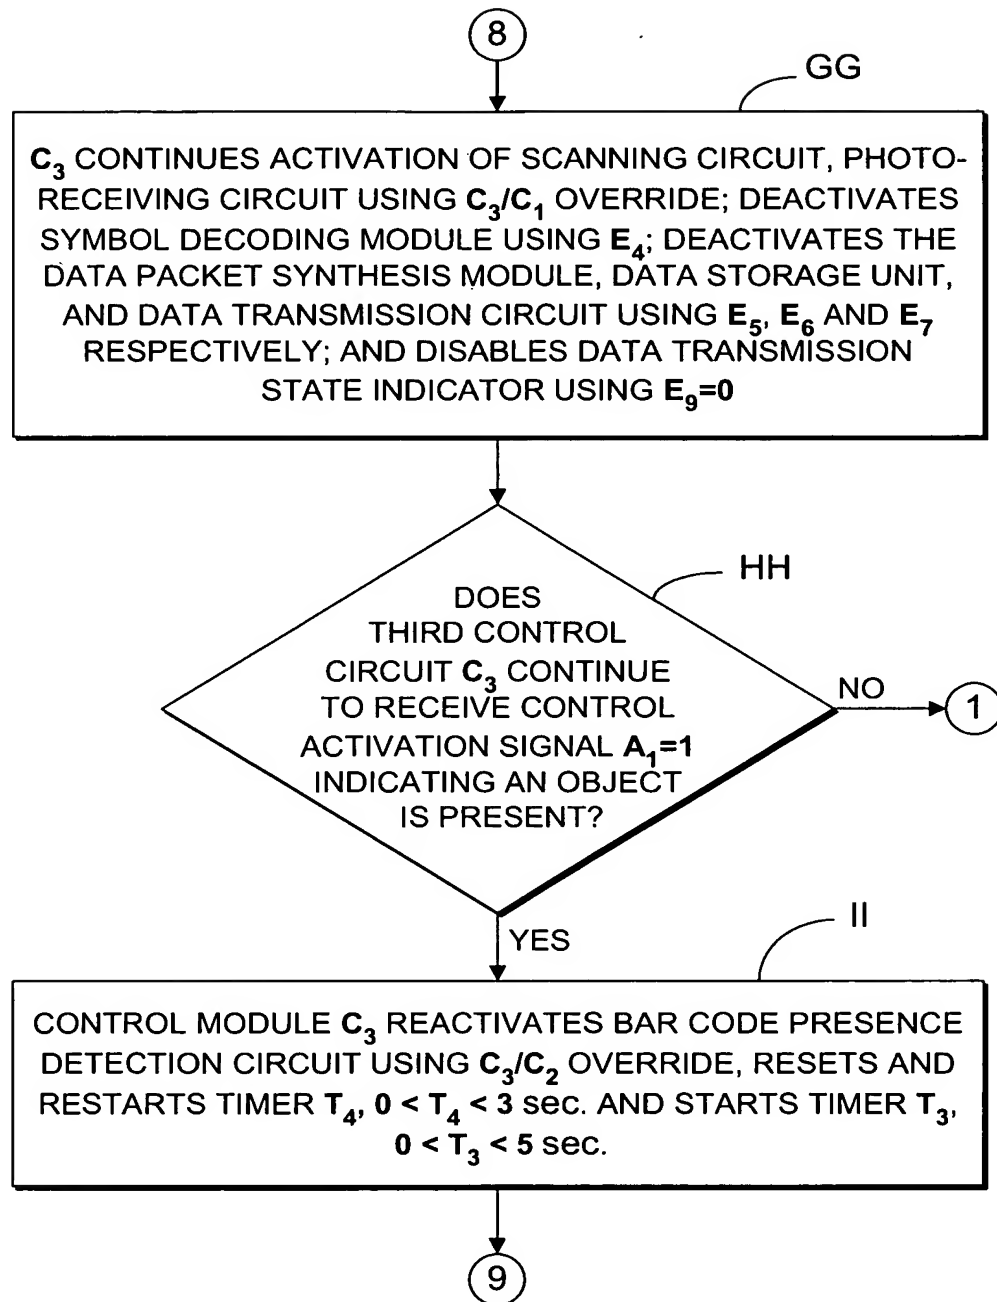 8
GG
C3 CONTINUES ACTIVATION OF SCANNING CIRCUIT, PHOTO-
RECEIVING CIRCUIT USING C3/C1 OVERRIDE; DEACTIVATES
SYMBOL DECODING MODULE USING E4; DEACTIVATES THE
DATA PACKET SYNTHESIS MODULE, DATA STORAGE UNIT,
AND DATA TRANSMISSION CIRCUIT USING E5, E6 AND E7
RESPECTIVELY; AND DISABLES DATA TRANSMISSION
STATE INDICATOR USING E9=0
HH
DOES
THIRD CONTROL
CIRCUIT C3 CONTINUE
TO RECEIVE CONTROL
ACTIVATION SIGNAL A1=1
INDICATING AN OBJECT
IS PRESENT?
NO
1
YES
II
CONTROL MODULE C3 REACTIVATES BAR CODE PRESENCE
DETECTION CIRCUIT USING C3/C2 OVERRIDE, RESETS AND
RESTARTS TIMER T4, 0 < T4 < 3 sec. AND STARTS TIMER T3,
0 < T3 < 5 sec.
9